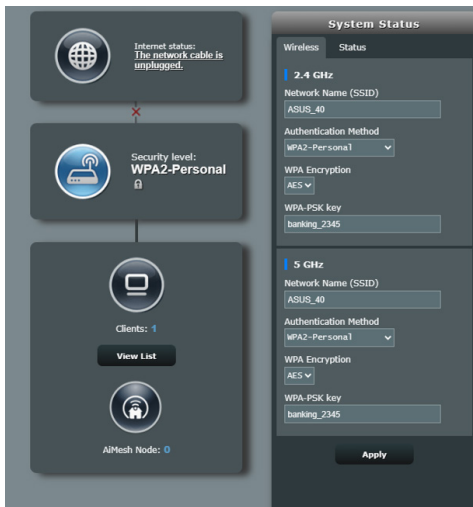 Internet status:
The network cable is
unplugged.
Security level:
WPA2-Personal
Clients: 1
View List
AiMesh Node: 0
System Status
Wireless
Status
2.4 GHz
Network Name (SSID)
ASUS_40
Authentication Method
WPA2-Personal
WPA Encryption
AES
WPA-PSK key
banking_2345
5 GHz
Network Name (SSID)
ASUS_40
Authentication Method
WPA2-Personal
WPA Encryption
AES
WPA-PSK key
banking_2345
Apply